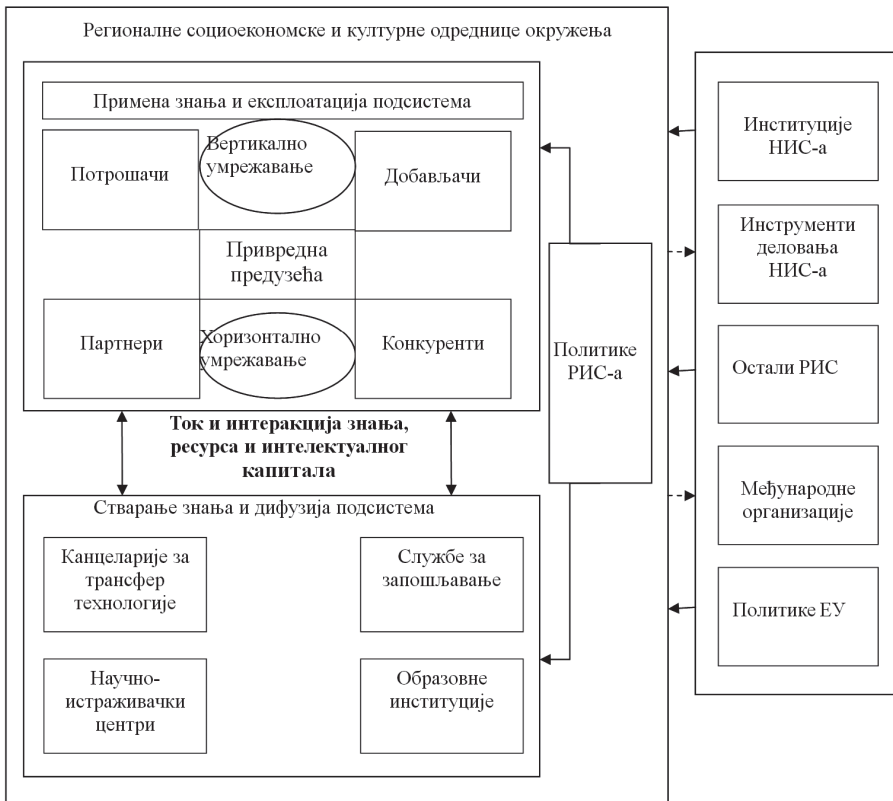 Регионалне социоекономске и културне одреднице окружења
Примена знања и експлоатација подсистема
Потрошачи
Вертикално
умрежавање
Добављачи
Привредна
предузећа
Партнери
Хоризонтално
умрежавање
Конкуренти
Ток и интеракција знања,
ресурса и интелектуалног
капитала
Стварање знања и дифузија подсистема
Канцеларије за
трансфер
технологије
Службе за
запошљавање
Научно-
истраживачки
центри
Образовне
институције
Политике
РИС-а
Институције
НИС-а
Инструменти
деловања
НИС-а
Остали РИС
Међународне
организације
Политике ЕУ